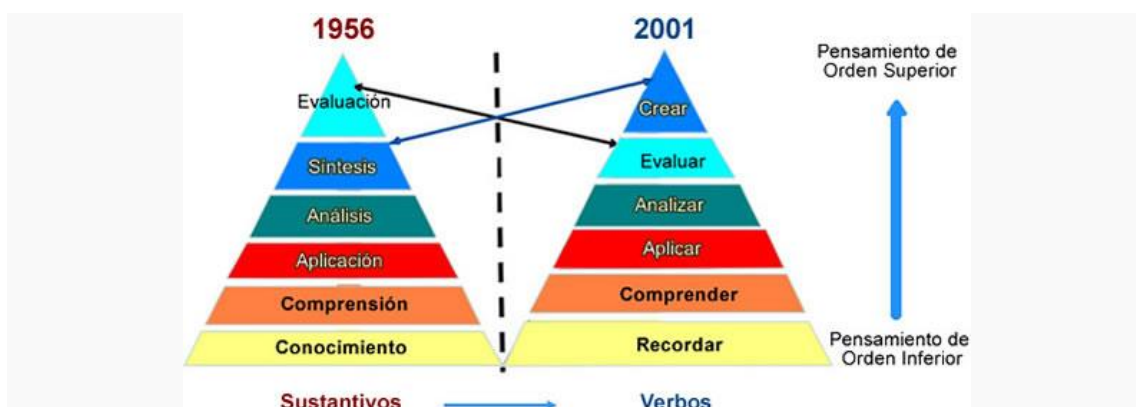 1956
2001
Pensamiento de
Orden Superior
Evaluación
Crear
Síntesis
Evaluar
Análisis
Analizar
Aplicación
Aplicar
Comprensión
Comprender
Conocimiento
Recordar
Pensamiento de
Orden Inferior
Sustantivos
Verbos